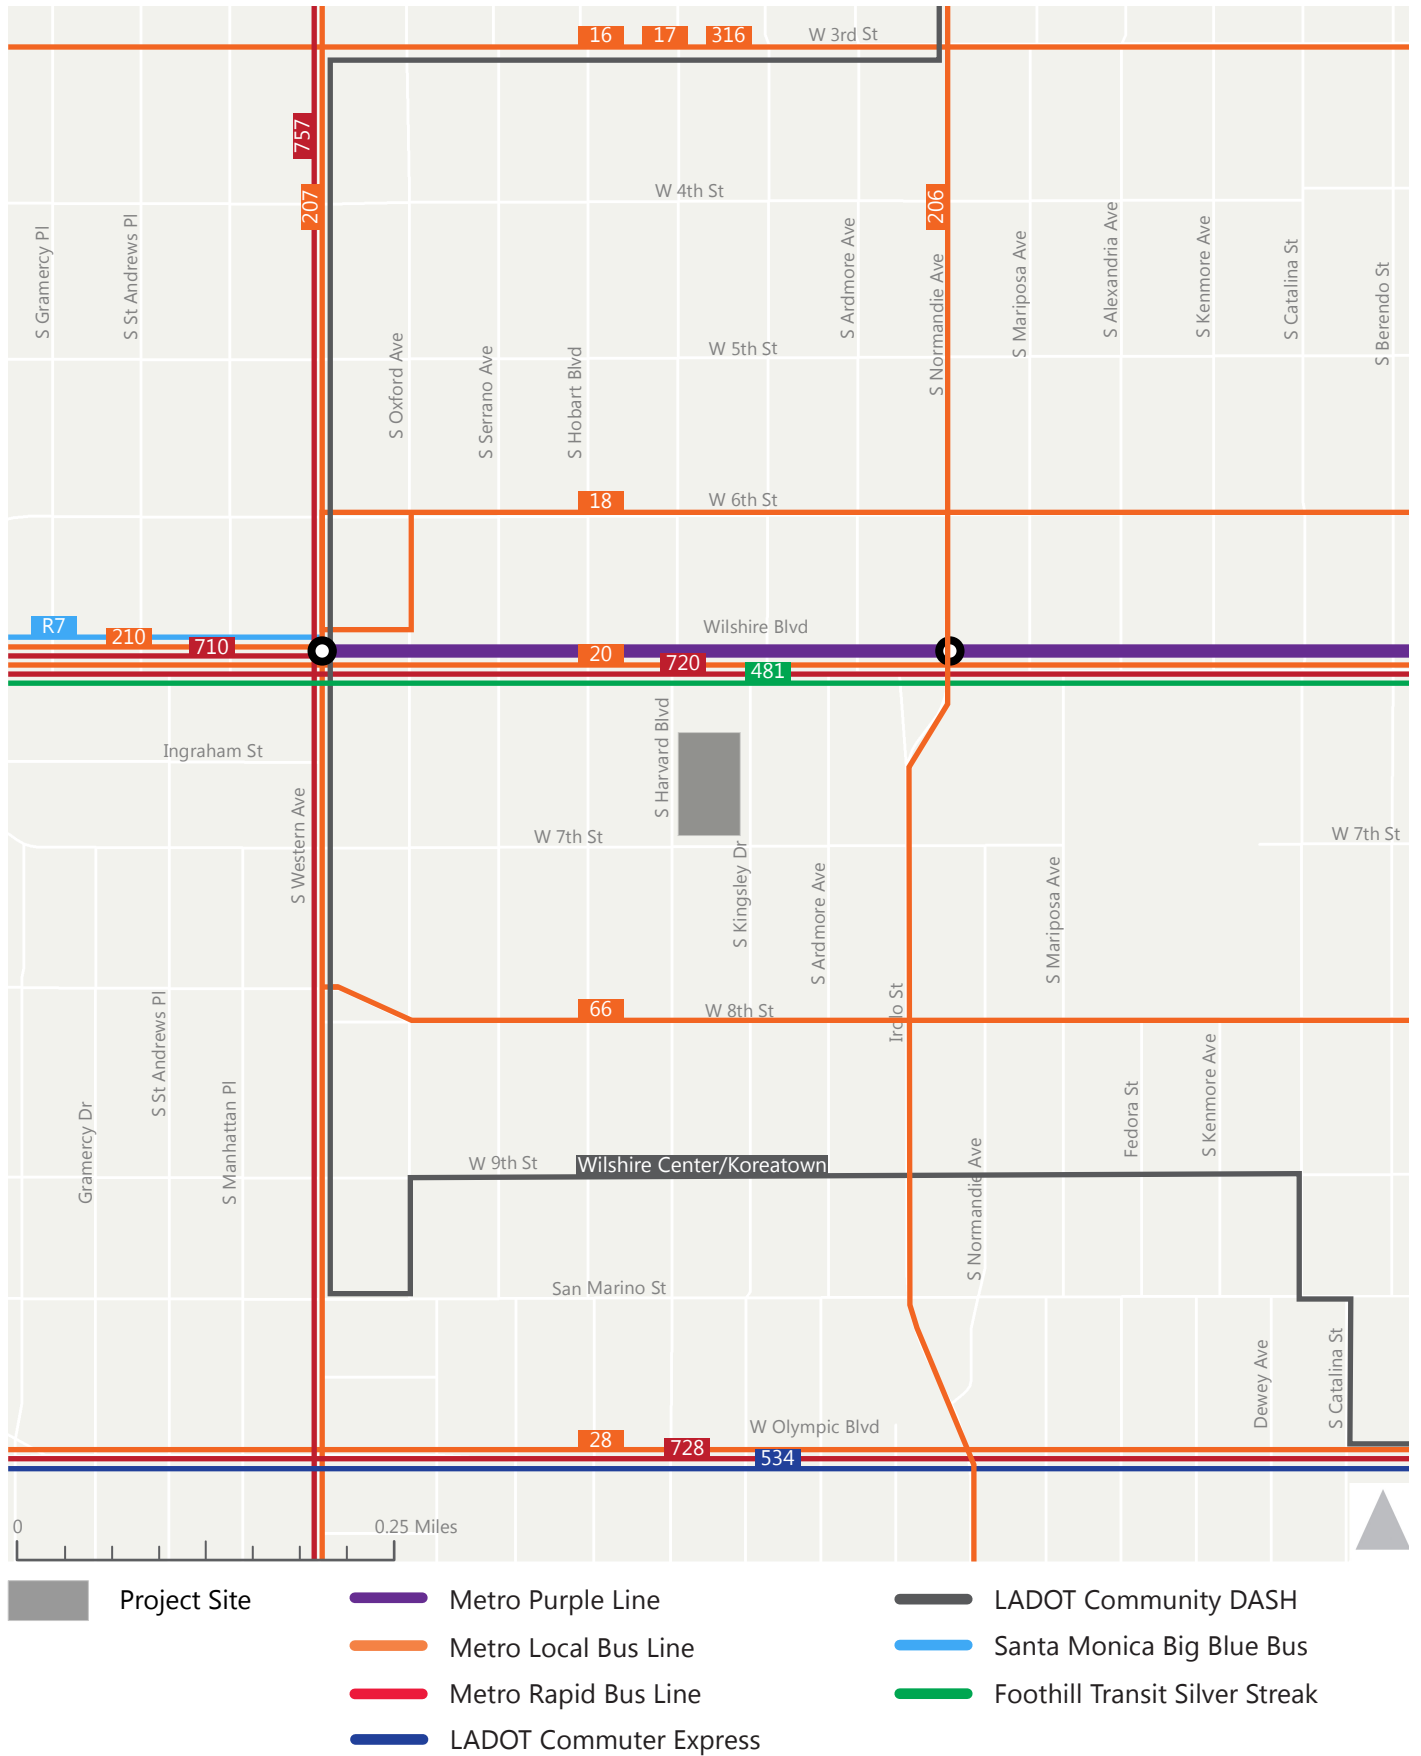 16
17
316
W 3rd St
757
207
W 4th St
206
S Gramercy Pl
S St Andrews Pl
S Ardmore Ave
S Normandie Ave
S Mariposa Ave
S Alexandria Ave
S Kenmore Ave
S Catalina St
S Berendo St
W 5th St
S Oxford Ave
S Serrano Ave
S Hobart Blvd
18
W 6th St
R7
210
710
Wilshire Blvd
20
720
481
Ingraham St
S Western Ave
S Harvard Blvd
W 7th St
W 7th St
S Kingsley Dr
S Ardmore Ave
S Mariposa Ave
66
W 8th St
Irolo St
S St Andrews Pl
Gramercy Dr
S Manhattan Pl
Fedora St
S Kenmore Ave
W 9th St
Wilshire Center/Koreatown
S Normandie Ave
San Marino St
Dewey Ave
S Catalina St
28
728
534
W Olympic Blvd
0
0.25 Miles
Project Site
Metro Purple Line
Metro Local Bus Line
Metro Rapid Bus Line
LADOT Commuter Express
LADOT Community DASH
Santa Monica Big Blue Bus
Foothill Transit Silver Streak